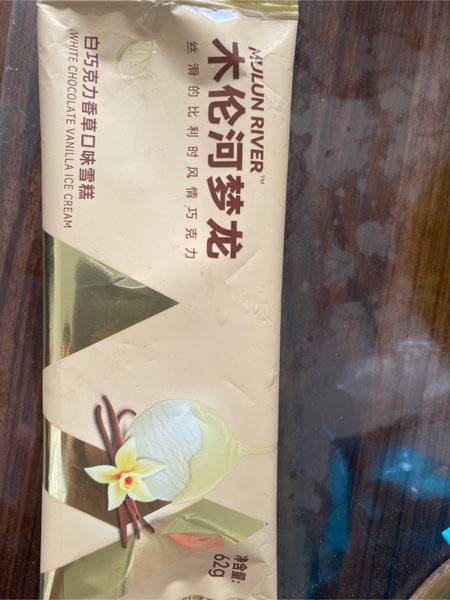 MULUN RIVER™
木伦河梦龙
丝滑的比利时风情巧克力
白巧克力香草口味雪糕
WHITE CHOCOLATE VANILLA ICE CREAM
净含量:
62g